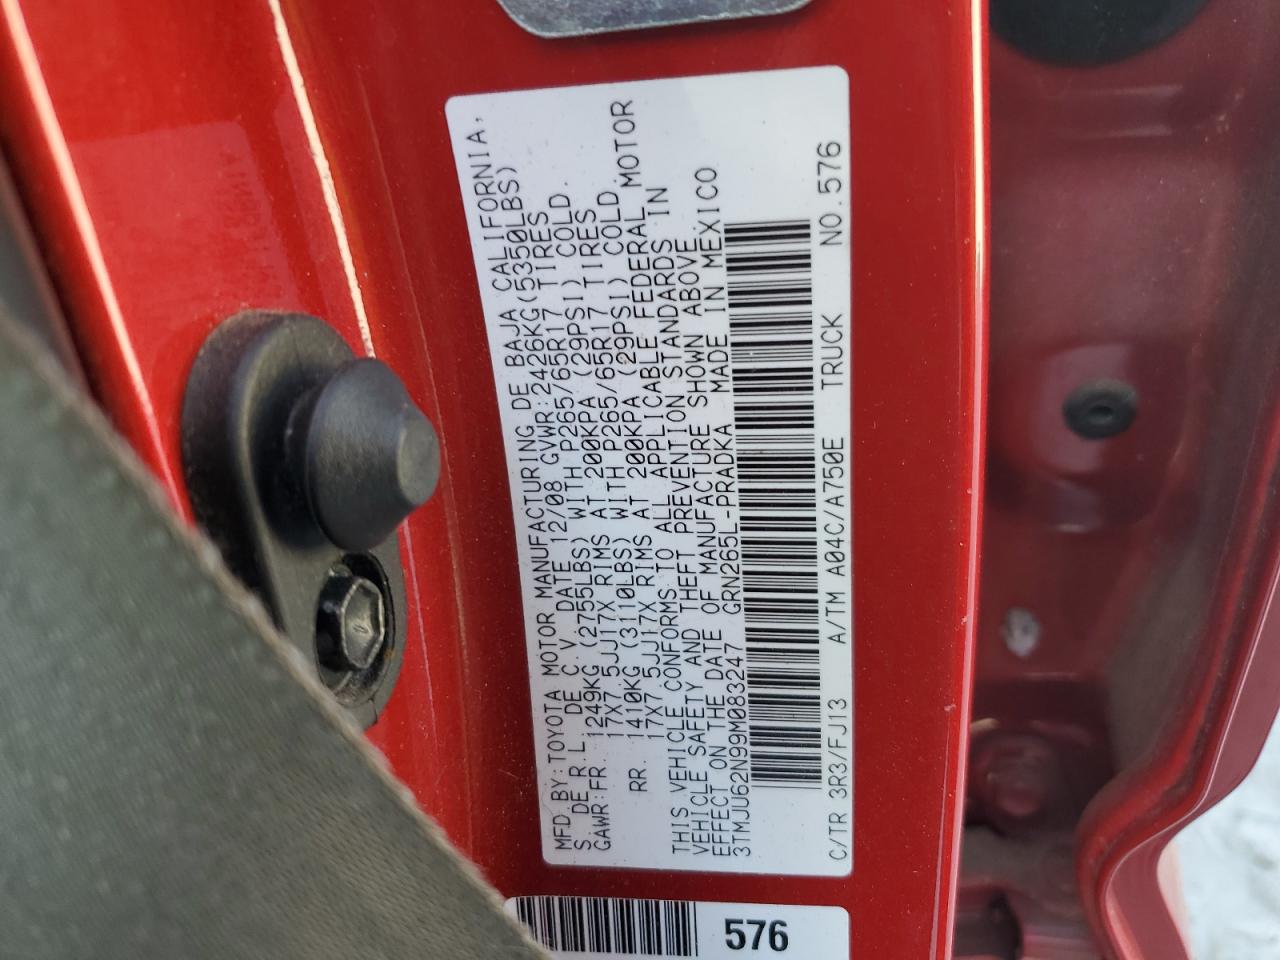 MFD.BY:TOYOTA MOTOR MANUFACTURING DE BAJA CALIFORNIA,
S. DE R.L. DE C.V.DATE 12/08 GVWR:2426KG(5350LBS)
GAWR:FR. 1249KG (2755LBS) WITH P265/65R17 TIRES
17X7.5JJ17X RIMS AT 200KPA (29PSI) COLD.
RR. 1410KG (3110LBS) WITH P265/65R17 TIRES
17X7.5JJ17X RIMS AT 200KPA (29PSI) COLD.
THIS VEHICLE CONFORMS TO ALL APPLICABLE FEDERAL MOTOR
VEHICLE SAFETY AND THEFT PREVENTION STANDARDS IN
EFFECT ON THE DATE OF MANUFACTURE SHOWN ABOVE.
3TMJU62N99M083247 GRN265L-PRADKA MADE IN MEXICO
C/TR 3R3/FJ13 A/TM A04C/A750E TRUCK NO.576
576